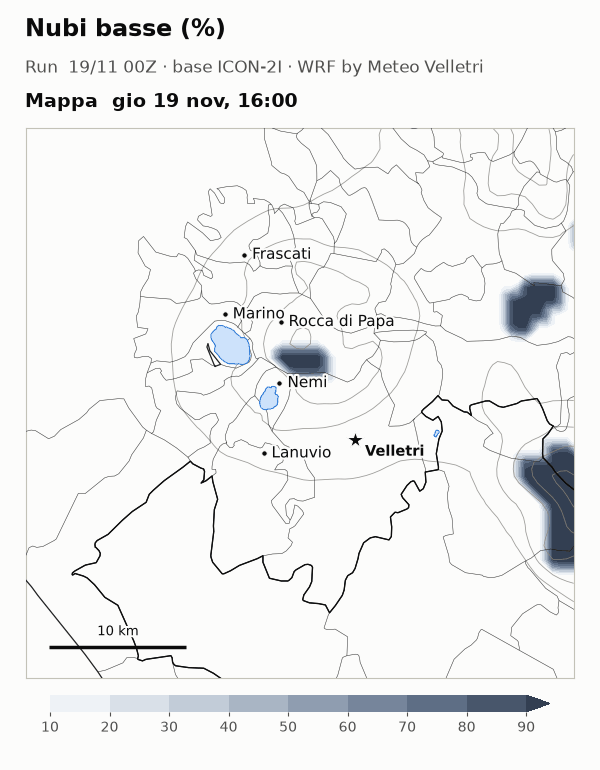 Nubi basse (%)
Run  19/11 00Z · base ICON-2I · WRF by Meteo Velletri
Mappa  gio 19 nov, 16:00
Frascati
Marino
Rocca di Papa
Nemi
Velletri
Lanuvio
10 km
10 20 30 40 50 60 70 80 90